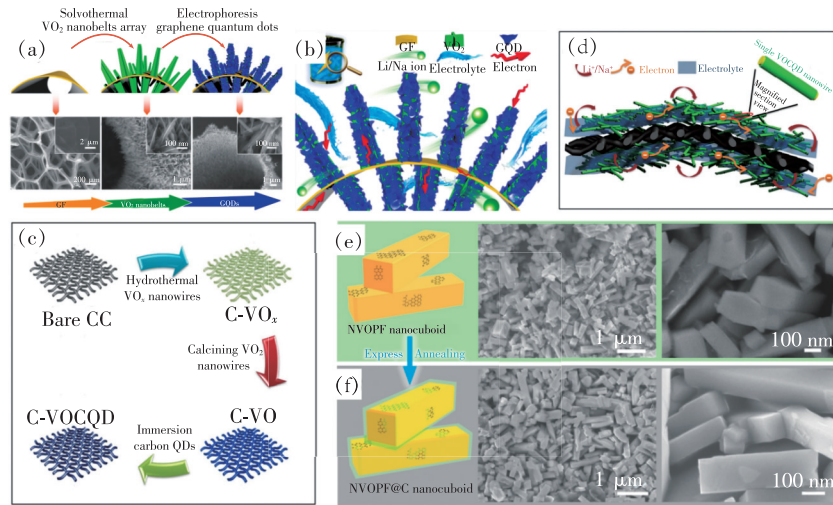 (a)
Solvothermal
VO₂ nanobelts array
Electrophoresis
graphene quantum dots
2 μm
200 μm
100 nm
1 μm
100 nm
1 μm
GF
VO₂ nanobelts
GQDs
(b)
GF
VO₂
GQD
Li/Na ion
Electrolyte
Electron
(d)
Li⁺/Na⁺
Electron
Electrolyte
Single VOCQD nanowire
Magnified
section
view
(c)
Bare CC
Hydrothermal
VOₓ nanowires
C-VOₓ
Calcining VO₂
nanowires
C-VOCQD
C-VO
Immersion
carbon QDs
(e)
NVOPF nanocuboid
1 μm
100 nm
Express Annealing
(f)
NVOPF@C nanocuboid
1 μm
100 nm